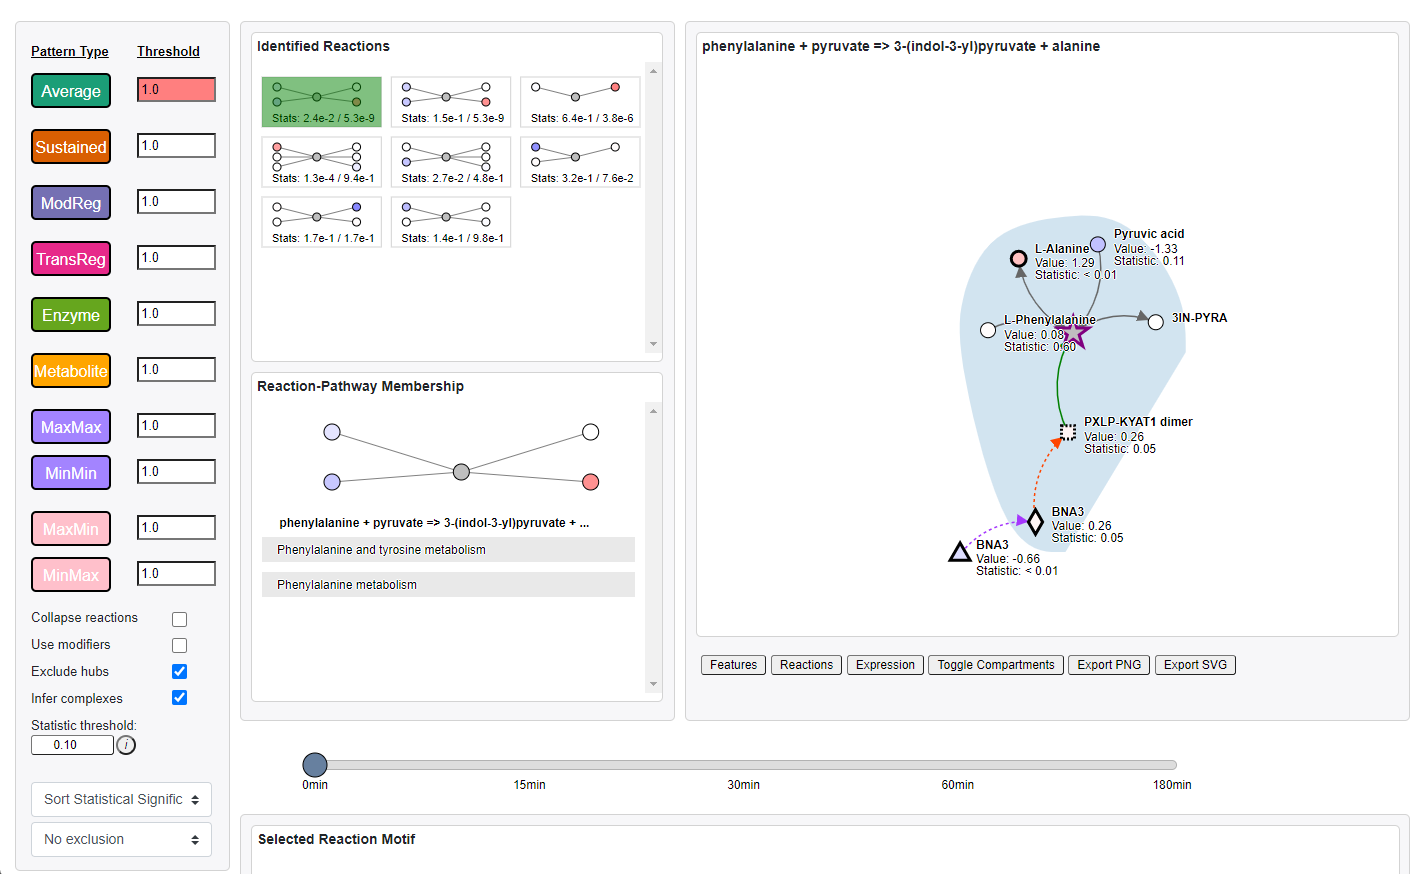 Pattern Type Threshold
Average 1.0
Sustained 1.0
ModReg 1.0
TransReg 1.0
Enzyme 1.0
Metabolite 1.0
MaxMax 1.0
MinMin 1.0
MaxMin 1.0
MinMax 1.0
Collapse reactions
Use modifiers
Exclude hubs
Infer complexes
Statistic threshold:
0.10 i
Sort Statistical Signific
No exclusion
Identified Reactions
Stats: 2.4e-2 / 5.3e-9
Stats: 1.5e-1 / 5.3e-9
Stats: 6.4e-1 / 3.8e-6
Stats: 1.3e-4 / 9.4e-1
Stats: 2.7e-2 / 4.8e-1
Stats: 3.2e-1 / 7.6e-2
Stats: 1.7e-1 / 1.7e-1
Stats: 1.4e-1 / 9.8e-1
Reaction-Pathway Membership
phenylalanine + pyruvate => 3-(indol-3-yl)pyruvate + ...
Phenylalanine and tyrosine metabolism
Phenylalanine metabolism
phenylalanine + pyruvate => 3-(indol-3-yl)pyruvate + alanine
Pyruvic acid
Value: -1.33
Statistic: 0.11
L-Alanine
Value: 1.29
Statistic: < 0.01
L-Phenylalanine
Value: 0.08
Statistic: 0.60
3IN-PYRA
PXLP-KYAT1 dimer
Value: 0.26
Statistic: 0.05
BNA3
Value: 0.26
Statistic: 0.05
BNA3
Value: -0.66
Statistic: < 0.01
Features Reactions Expression Toggle Compartments Export PNG Export SVG
0min 15min 30min 60min 180min
Selected Reaction Motif